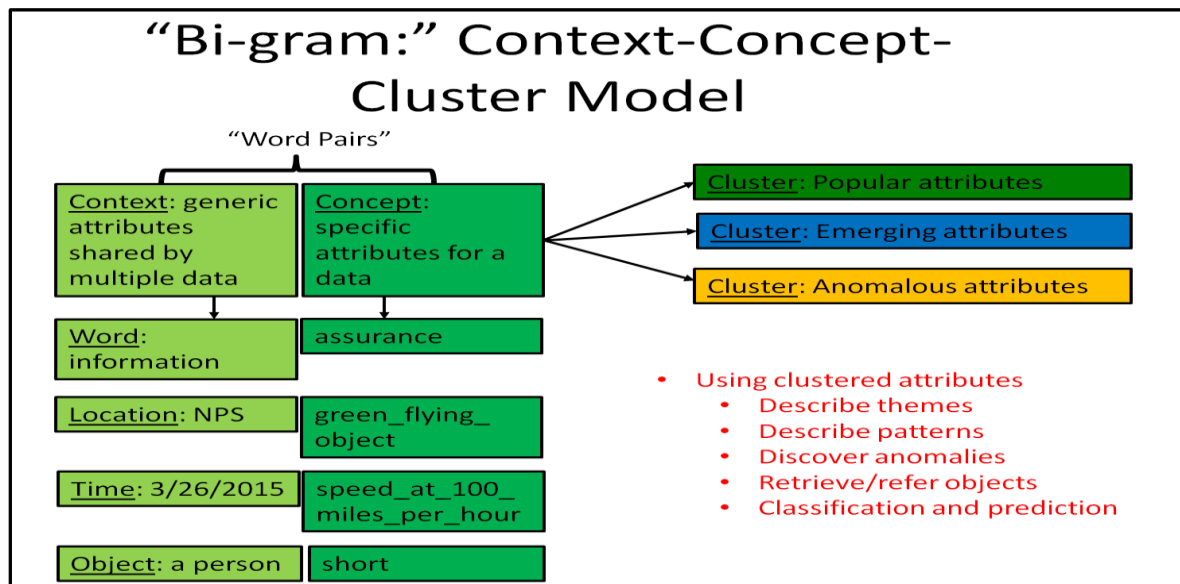 “Bi-gram:” Context-Concept-
Cluster Model
“Word Pairs”
Context: generic
attributes
shared by
multiple data
Concept:
specific
attributes for a
data
Cluster: Popular attributes
Cluster: Emerging attributes
Cluster: Anomalous attributes
Word:
information
assurance
Location: NPS
green_flying_
object
Time: 3/26/2015
speed_at_100_
miles_per_hour
Object: a person
short
• Using clustered attributes
• Describe themes
• Describe patterns
• Discover anomalies
• Retrieve/refer objects
• Classification and prediction